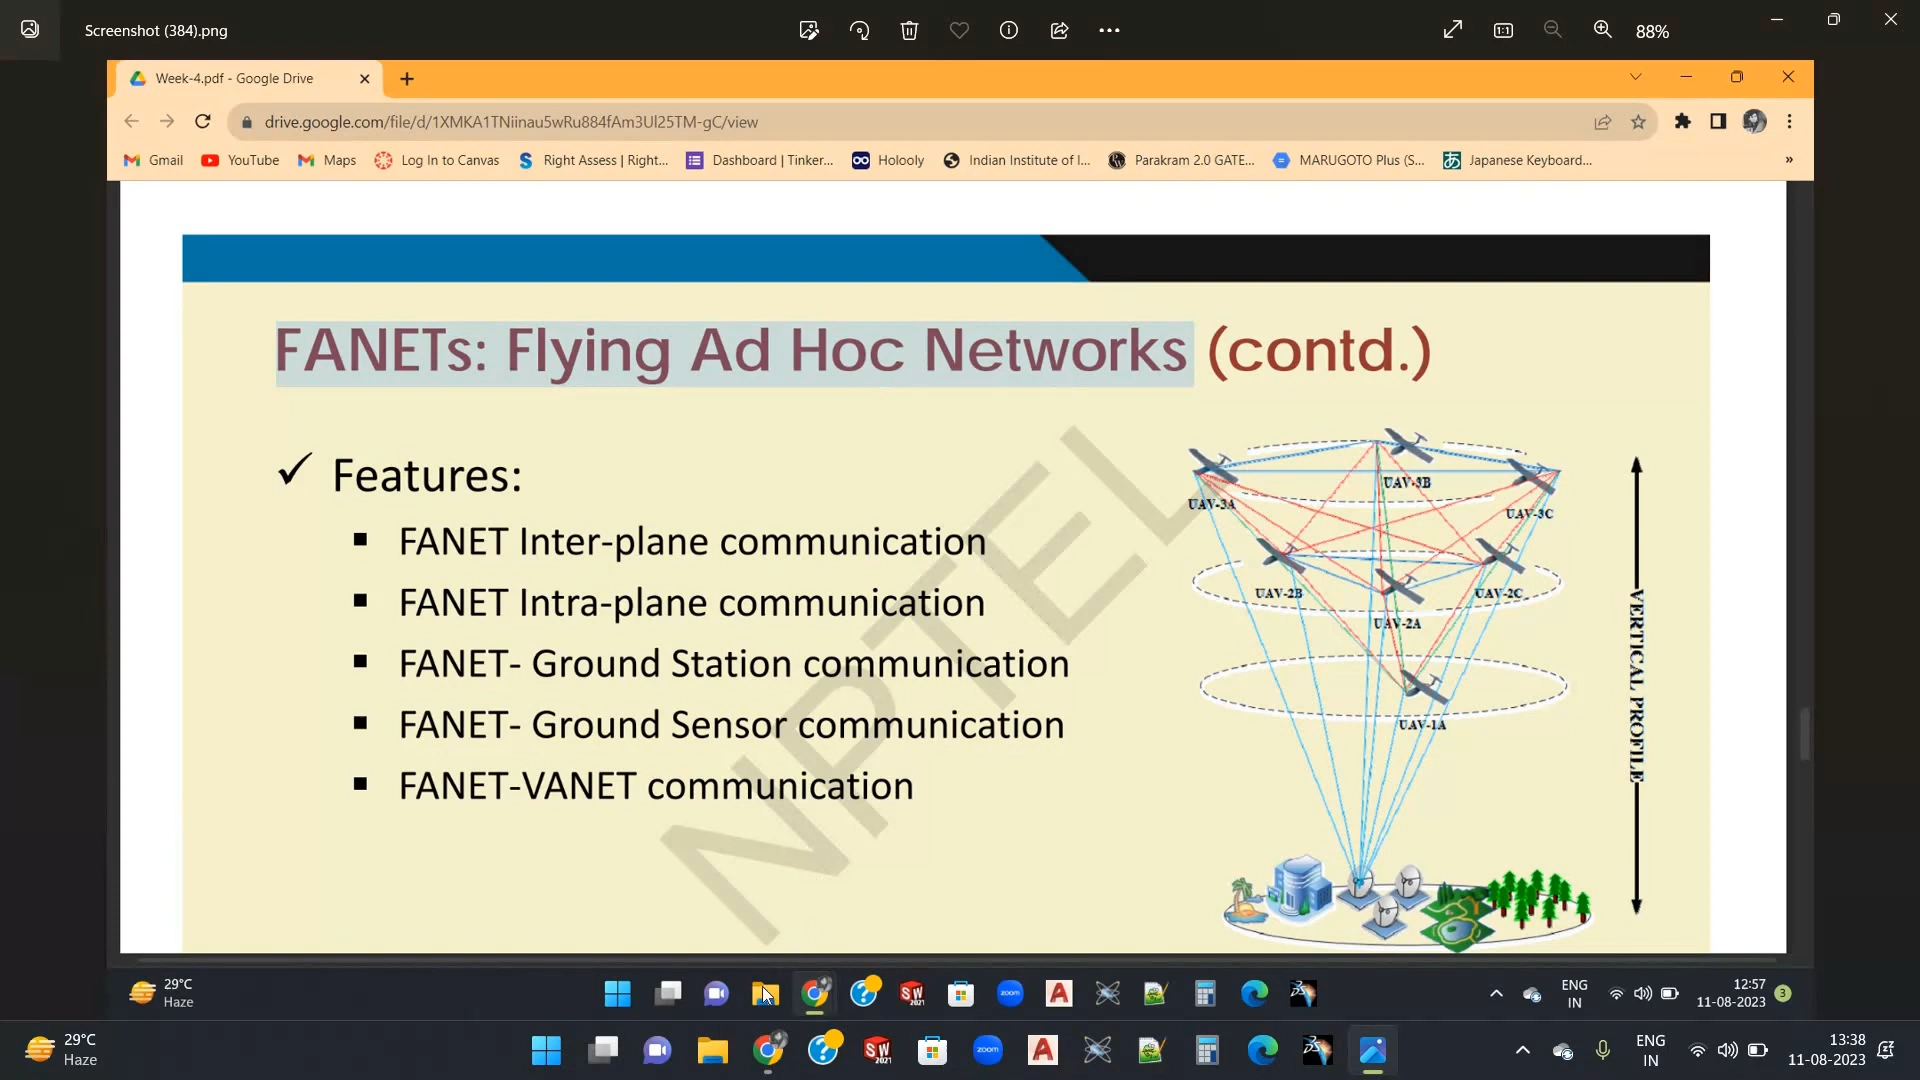 Screenshot (384).png
88%
Week-4.pdf - Google Drive
drive.google.com/file/d/1XMKA1TNiinau5wRu884fAm3Ul25TM-gC/view
Gmail YouTube Maps Log In to Canvas Right Assess | Right... Dashboard | Tinker... Holooly Indian Institute of I... Parakram 2.0 GATE... MARUGOTO Plus (S... Japanese Keyboard... »
FANETs: Flying Ad Hoc Networks (contd.)
Features:
FANET Inter-plane communication
FANET Intra-plane communication
FANET- Ground Station communication
FANET- Ground Sensor communication
FANET-VANET communication
NPTEL
UAV-3B
UAV-3A
UAV-3C
UAV-2B
UAV-2C
UAV-2A
UAV-1A
VERTICAL PROFILE
29°C
Haze
zoom
ENG
IN
12:57
11-08-2023
3
29°C
Haze
zoom
ENG
IN
13:38
11-08-2023